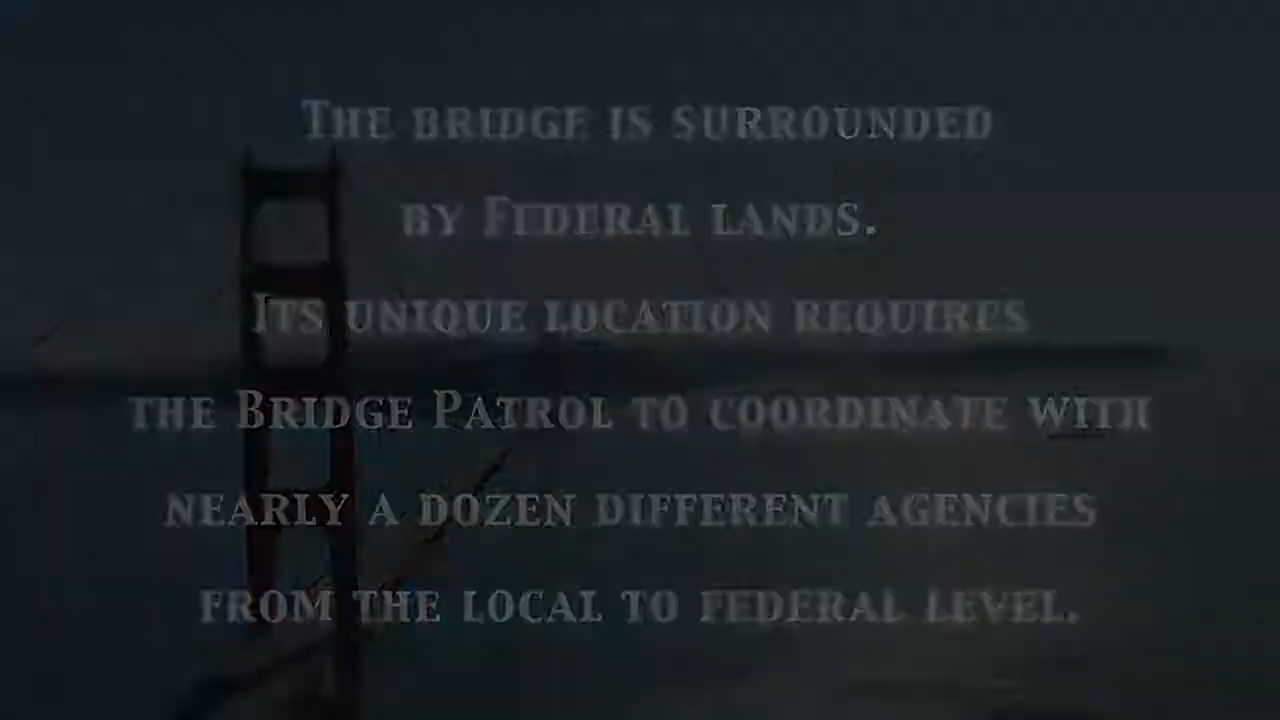 The bridge is surrounded
by Federal lands.
Its unique location requires
the Bridge Patrol to coordinate with
nearly a dozen different agencies
from the local to federal level.